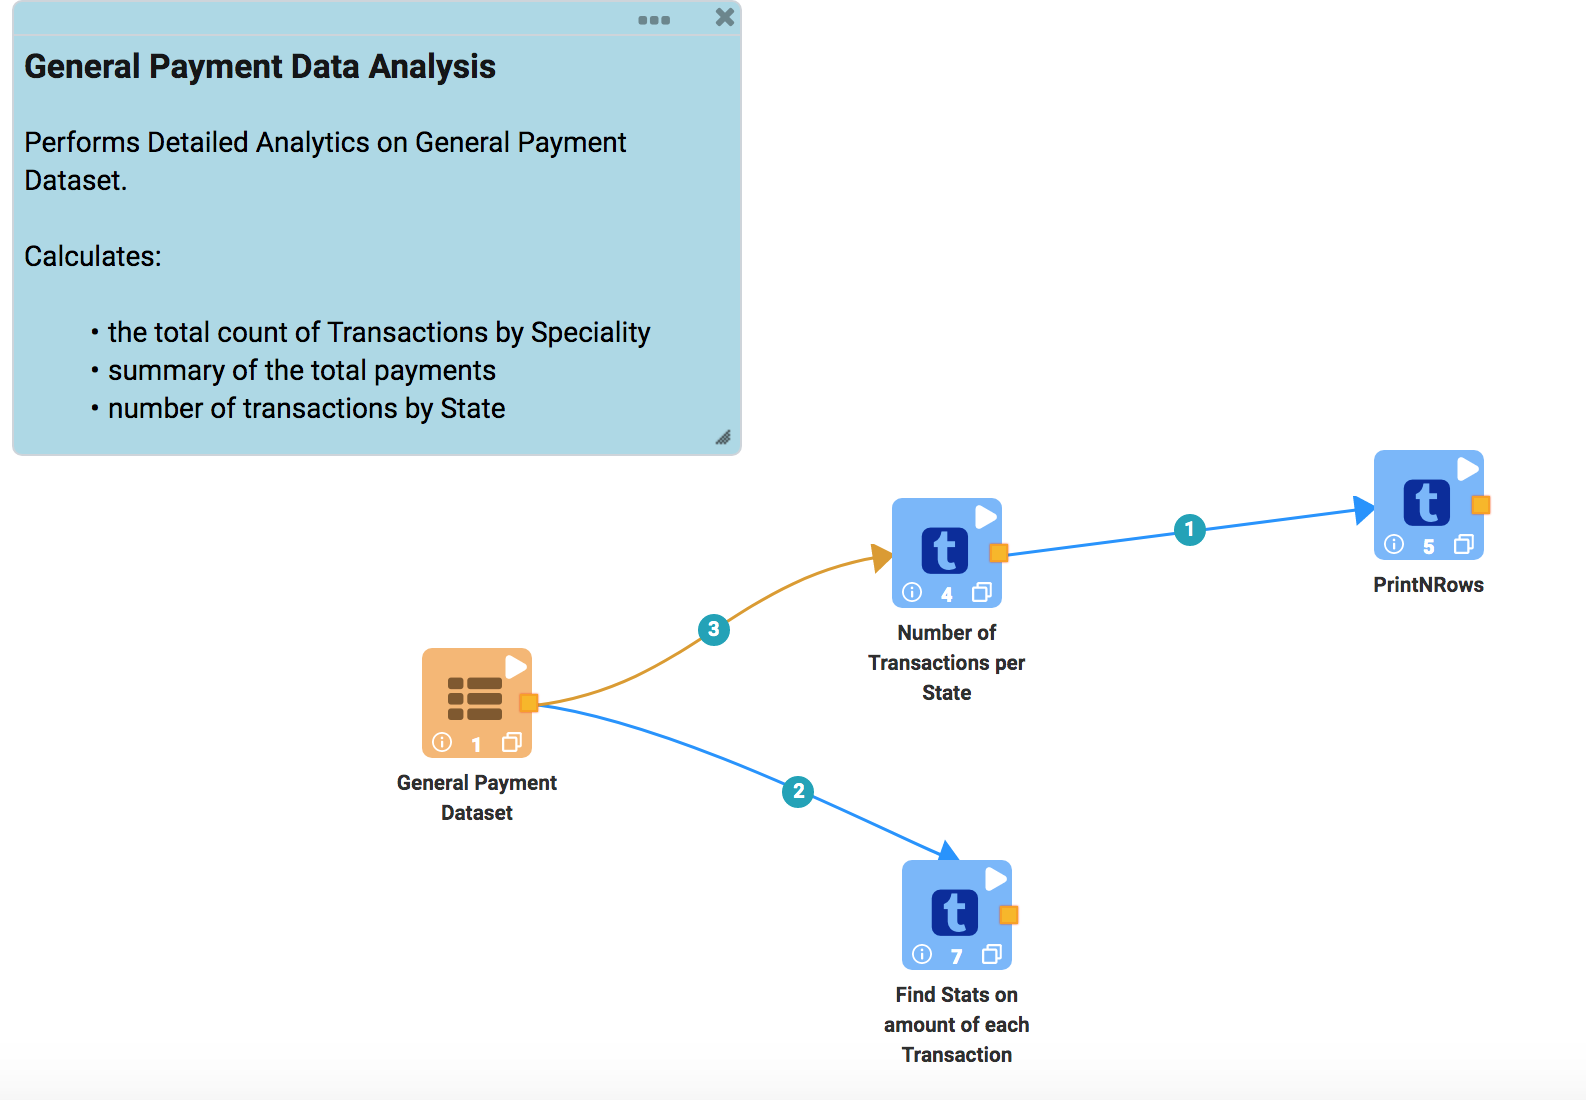 General Payment Data Analysis
Performs Detailed Analytics on General Payment
Dataset.
Calculates:
• the total count of Transactions by Speciality
• summary of the total payments
• number of transactions by State
t
5
PrintNRows
1
t
4
Number of
Transactions per
State
3
1
General Payment
Dataset
2
t
7
Find Stats on
amount of each
Transaction